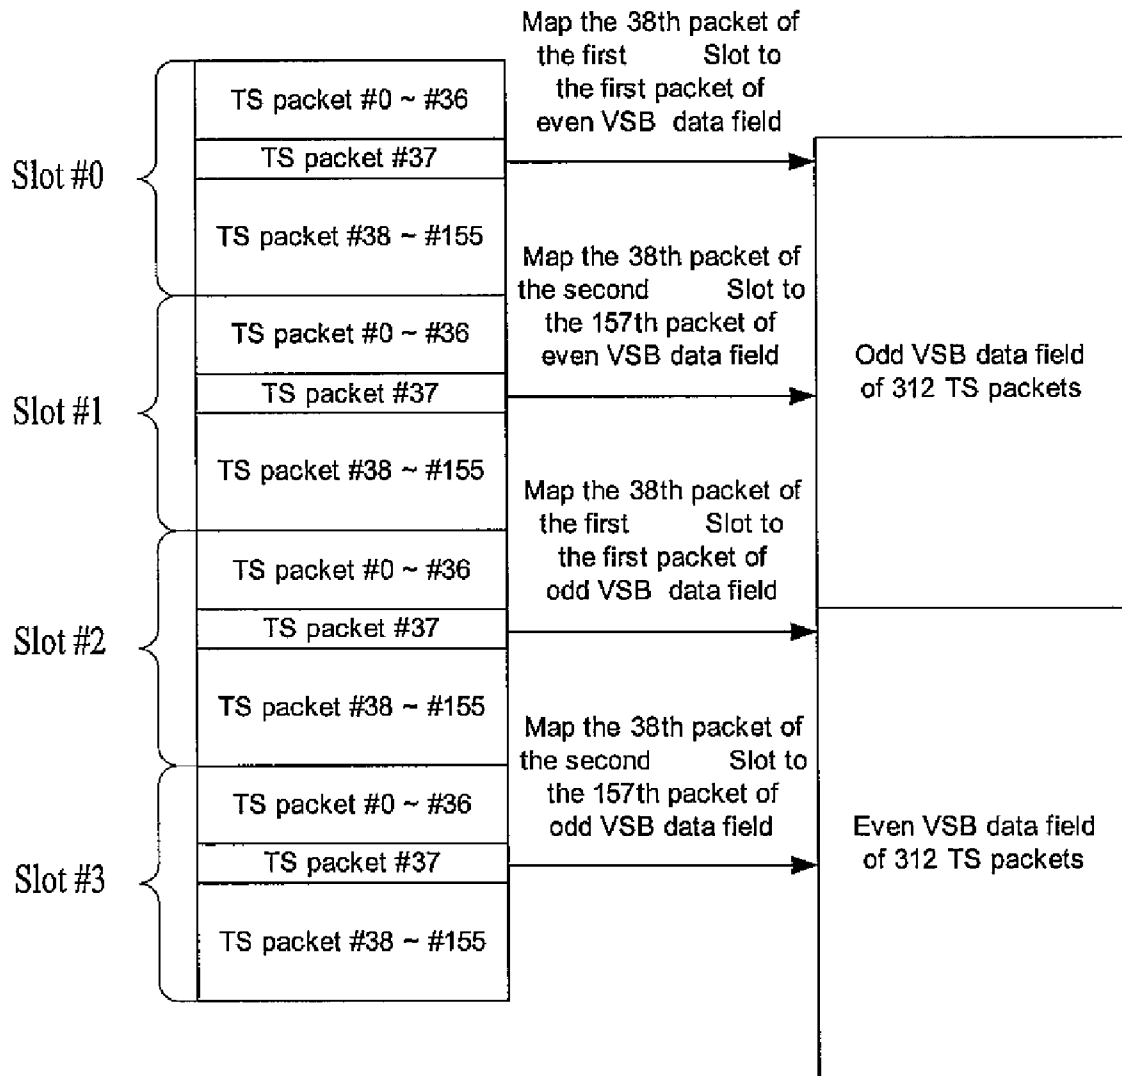 Map the 38th packet of
the first Slot to
the first packet of
even VSB data field
Slot #0
TS packet #0 ~ #36
TS packet #37
TS packet #38 ~ #155
Map the 38th packet of
the second Slot to
the 157th packet of
even VSB data field
Slot #1
TS packet #0 ~ #36
TS packet #37
TS packet #38 ~ #155
Odd VSB data field
of 312 TS packets
Map the 38th packet of
the first Slot to
the first packet of
odd VSB data field
Slot #2
TS packet #0 ~ #36
TS packet #37
TS packet #38 ~ #155
Map the 38th packet of
the second Slot to
the 157th packet of
odd VSB data field
Slot #3
TS packet #0 ~ #36
TS packet #37
TS packet #38 ~ #155
Even VSB data field
of 312 TS packets